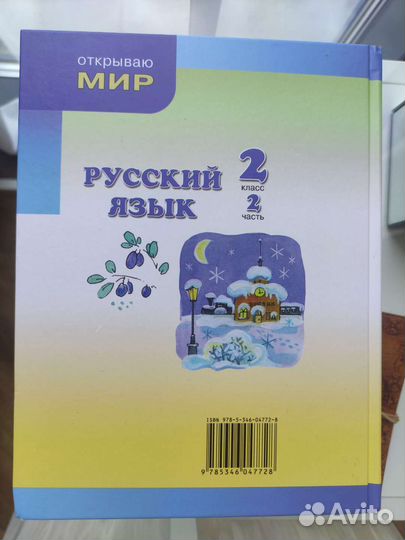 открываю
МИР
РУССКИЙ
ЯЗЫК
2
класс
2
часть
ISBN 978-5-346-04772-8
9 785346 047728
Avito